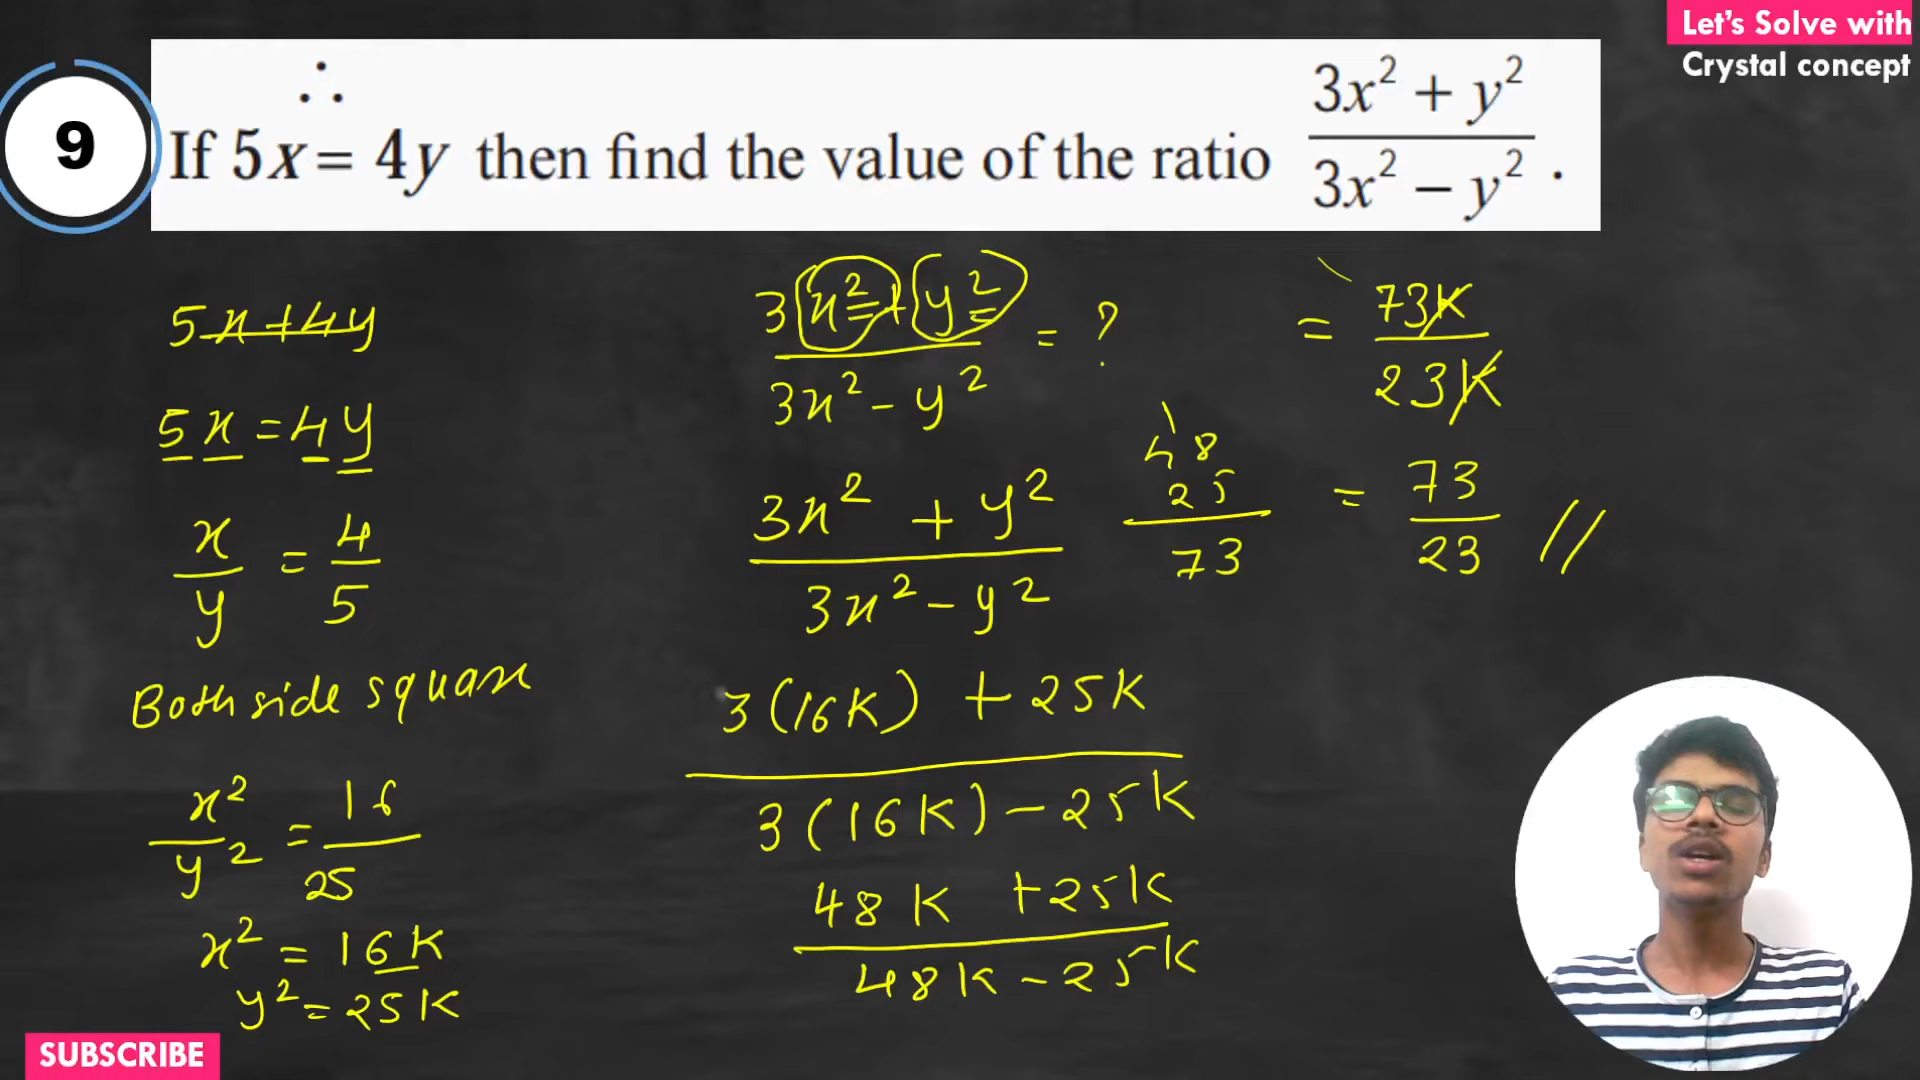 Let's Solve with
Crystal concept
9
∴
If 5x = 4y then find the value of the ratio (3x² + y²)/(3x² − y²) .
5x+4y
5x = 4y
x/y = 4/5
Both side square
x²/y² = 16/25
x² = 16K
y² = 25K
(3x² + y²)/(3x² - y²) = ?
(3x² + y²)/(3x² - y²)
(3(16K) + 25K)/(3(16K) - 25K)
(48K + 25K)/(48K - 25K)
1
48
25
73
= 73K/23K
= 73/23 //
SUBSCRIBE